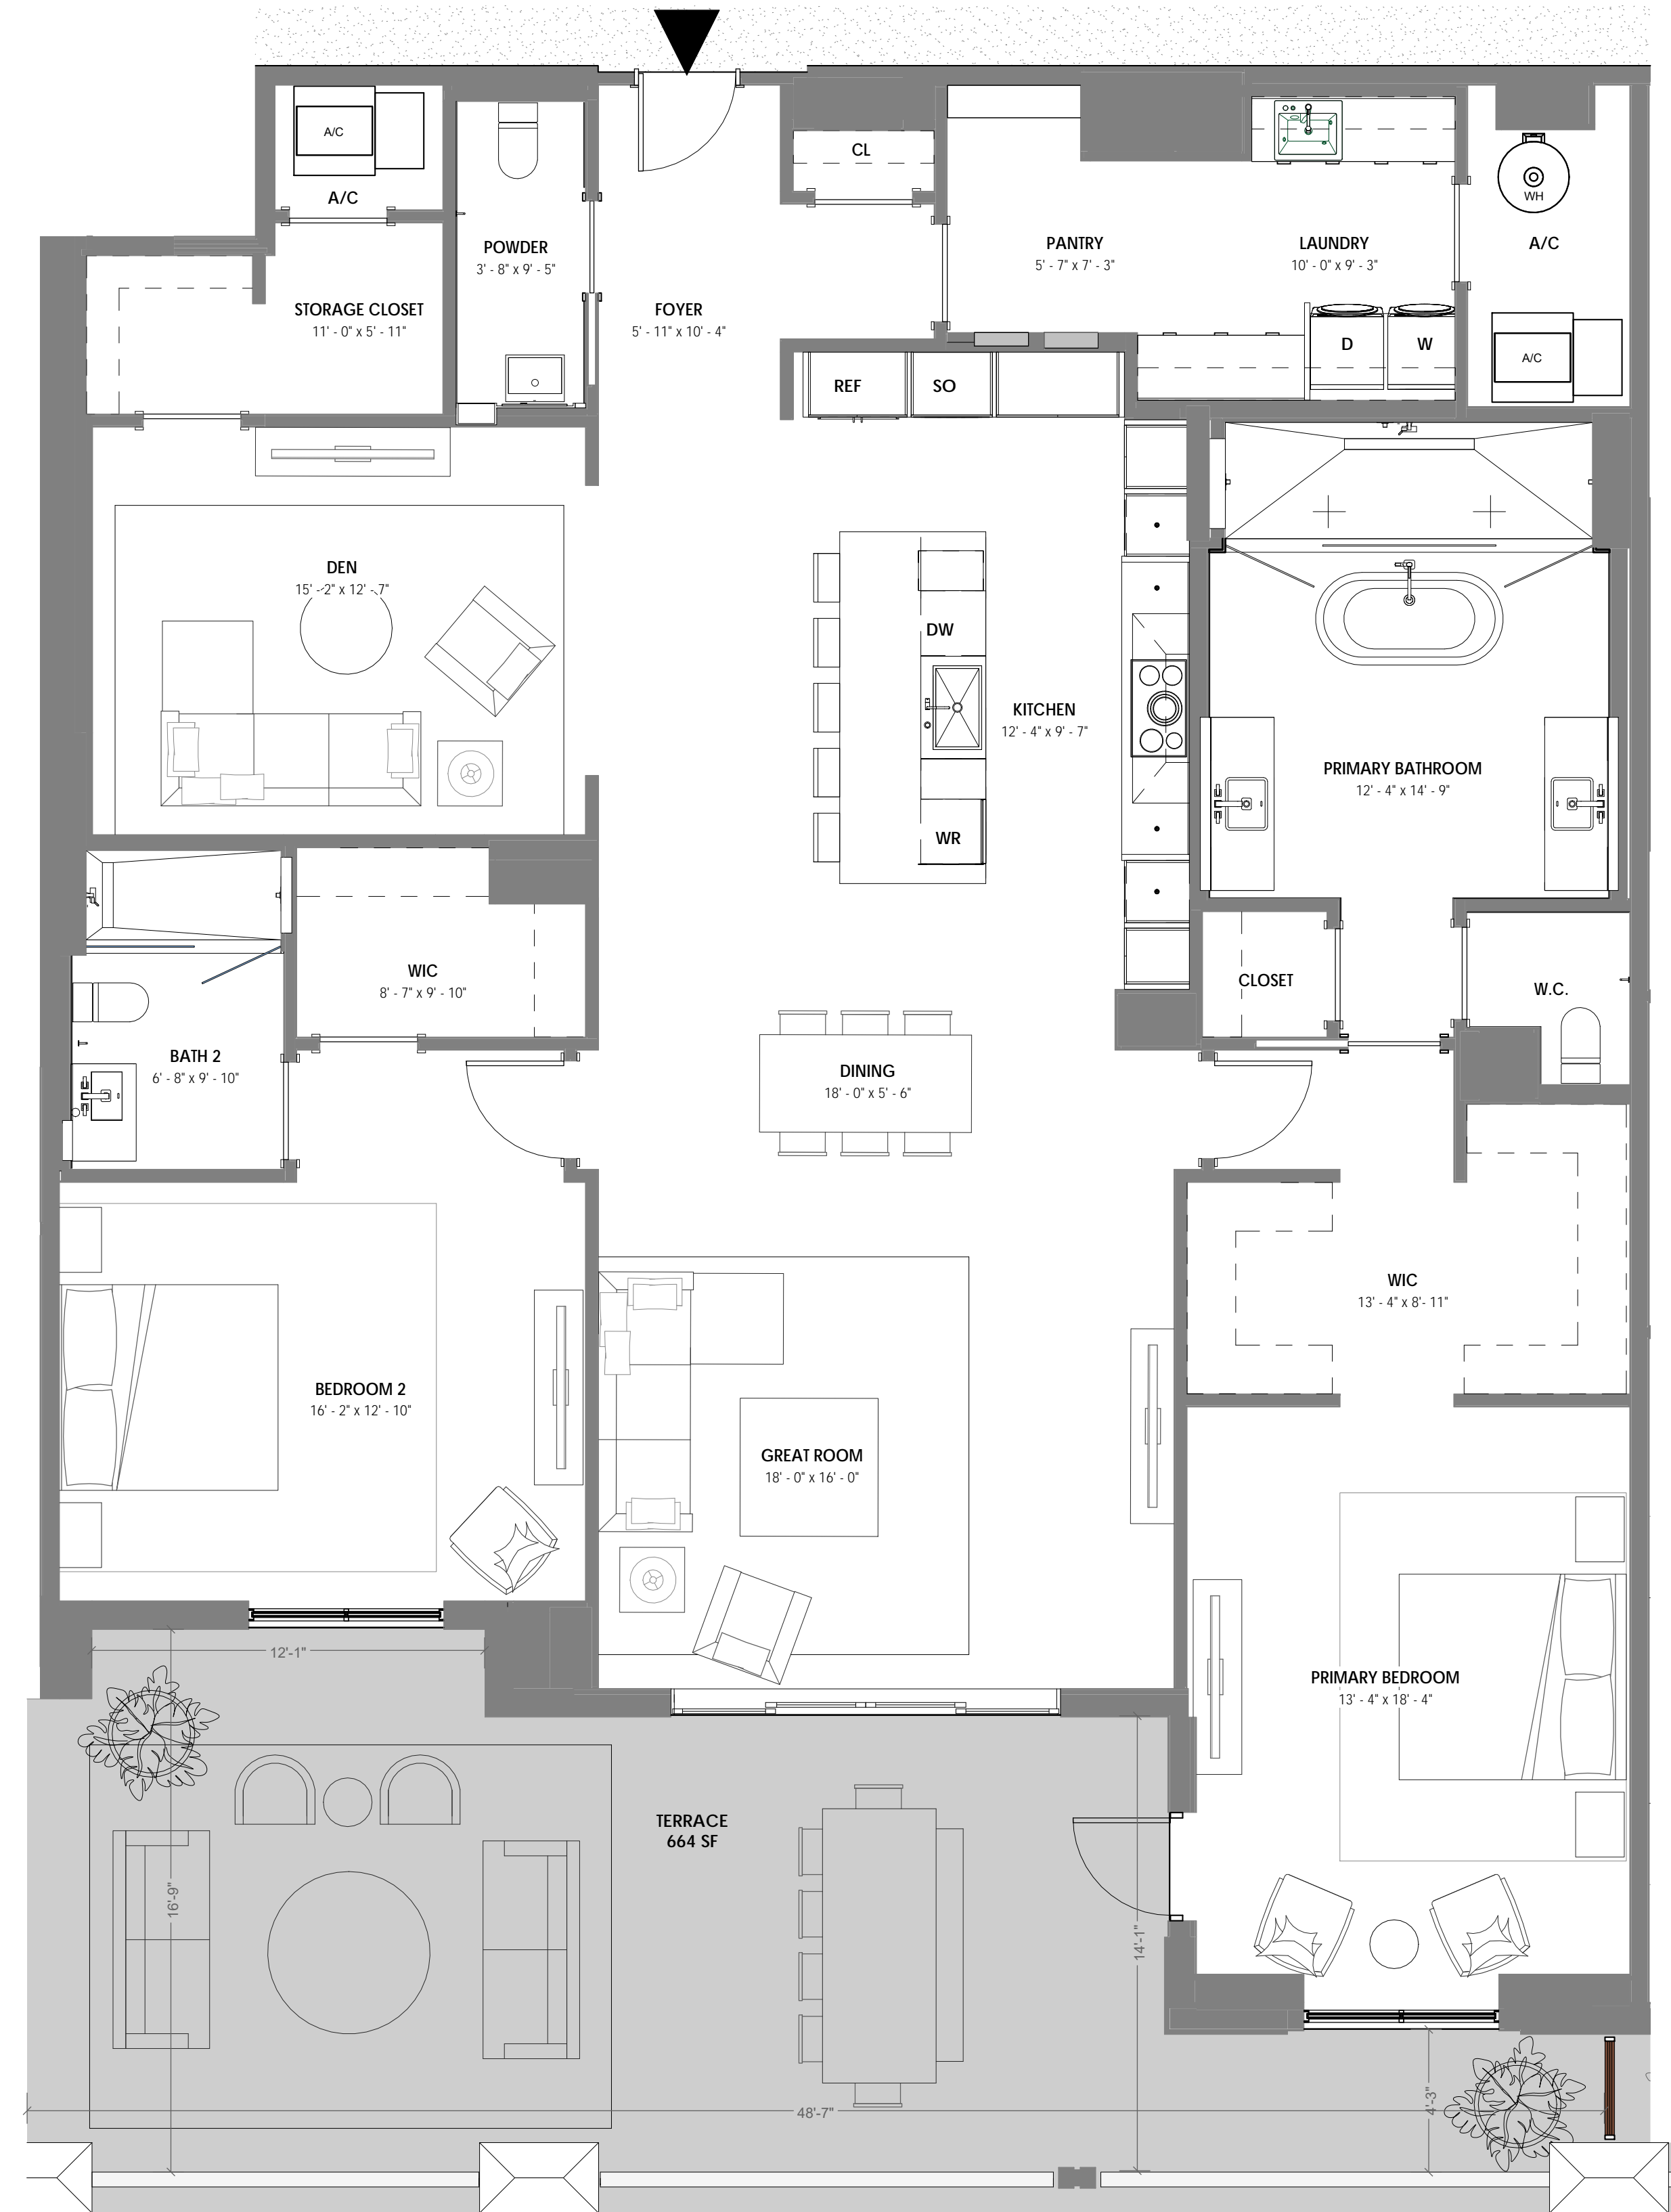 A/C
A/C
CL
WH
A/C
A/C
POWDER
3' - 8" x 9' - 5"
PANTRY
5' - 7" x 7' - 3"
LAUNDRY
10' - 0" x 9' - 3"
STORAGE CLOSET
11' - 0" x 5' - 11"
FOYER
5' - 11" x 10' - 4"
D
W
REF
SO
DEN
15' - 2" x 12' - 7"
DW
KITCHEN
12' - 4" x 9' - 7"
WR
PRIMARY BATHROOM
12' - 4" x 14' - 9"
WIC
8' - 7" x 9' - 10"
CLOSET
W.C.
BATH 2
6' - 8" x 9' - 10"
DINING
18' - 0" x 5' - 6"
WIC
13' - 4" x 8' - 11"
BEDROOM 2
16' - 2" x 12' - 10"
GREAT ROOM
18' - 0" x 16' - 0"
PRIMARY BEDROOM
13' - 4" x 18' - 4"
12'-1"
TERRACE
664 SF
16'-9"
14'-1"
4'-3"
48'-7"